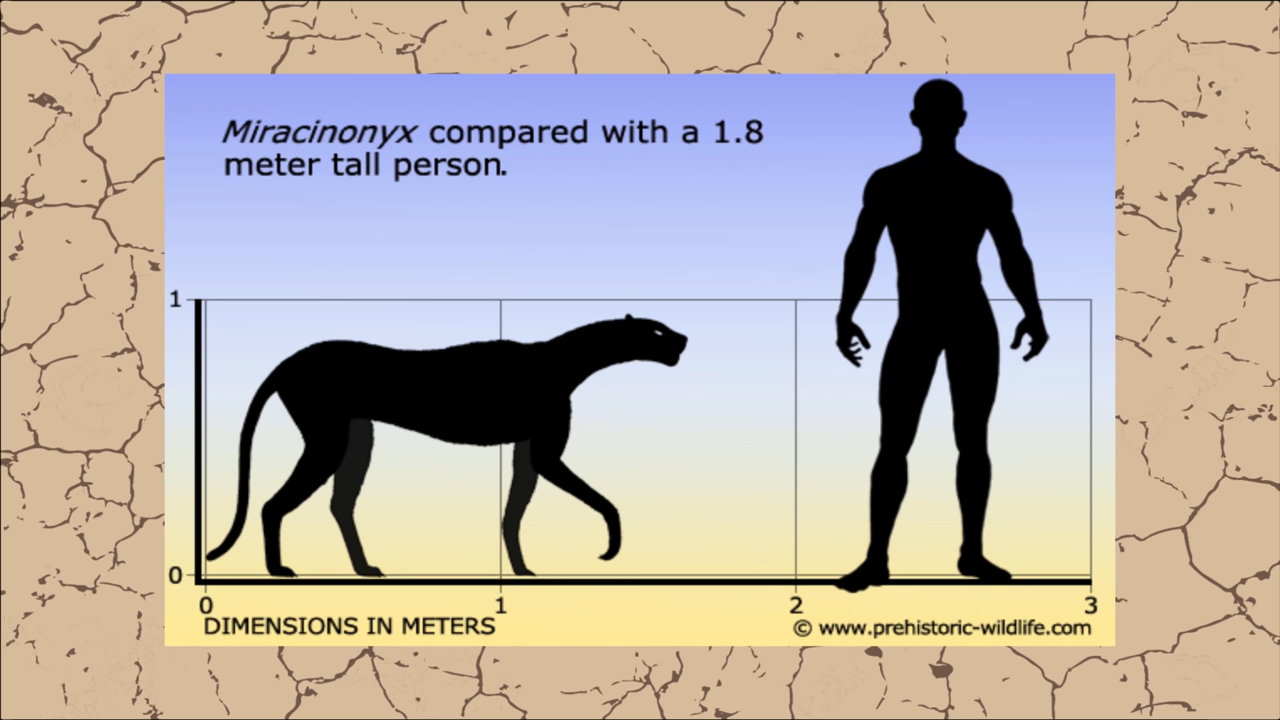 Miracinonyx compared with a 1.8
meter tall person.
1
0
0 1 2 3
DIMENSIONS IN METERS
© www.prehistoric-wildlife.com